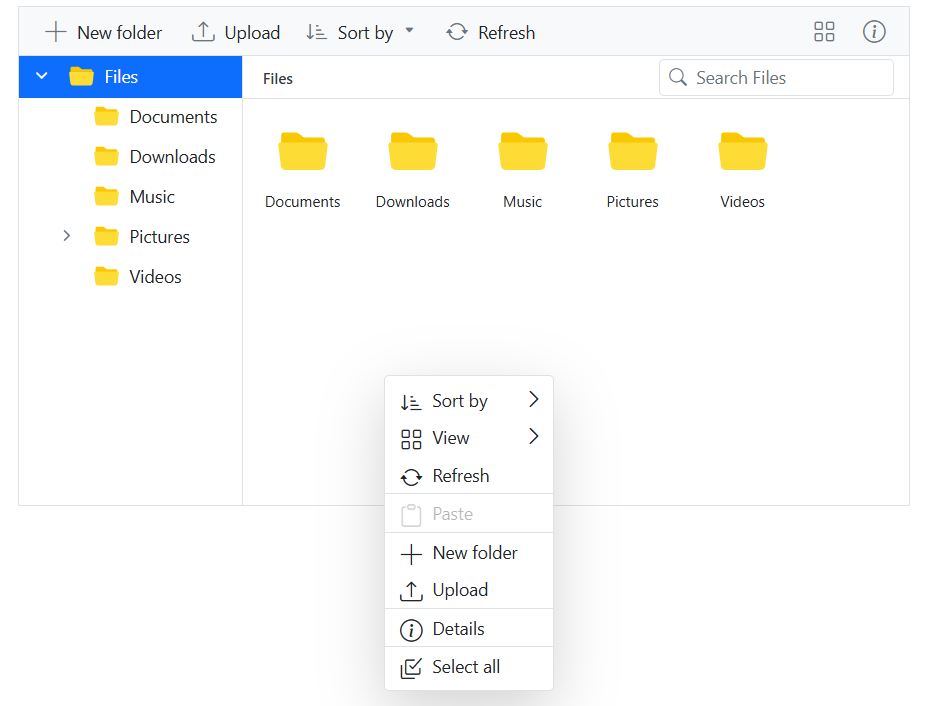 New folder Upload Sort by Refresh
Files
Documents
Downloads
Music
Pictures
Videos
Files
Search Files
Documents Downloads Music Pictures Videos
Sort by
View
Refresh
Paste
New folder
Upload
Details
Select all